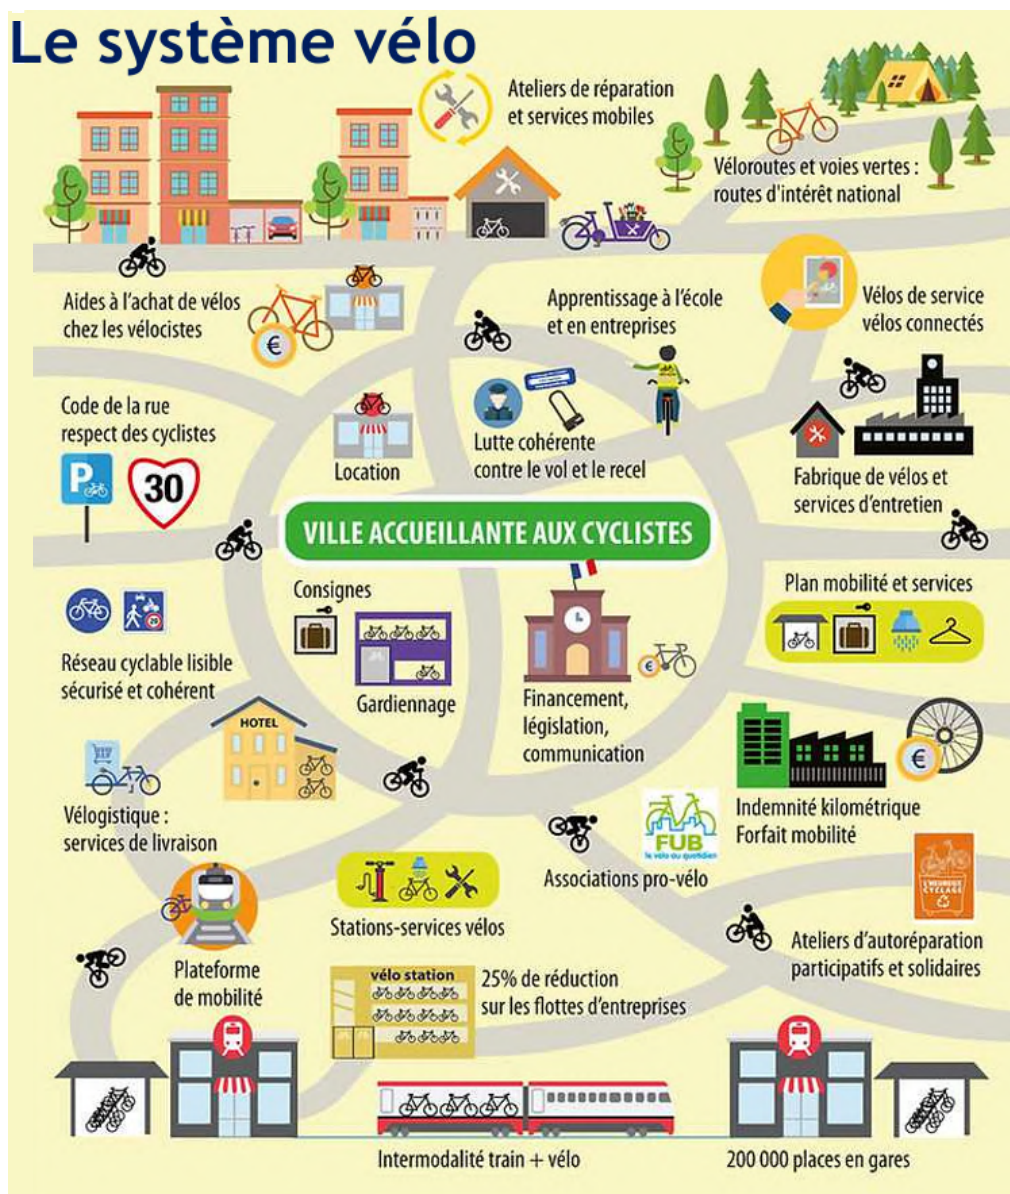 Le système vélo
Ateliers de réparation
et services mobiles
Véloroutes et voies vertes :
routes d'intérêt national
Aides à l'achat de vélos
chez les vélocistes
€
Apprentissage à l'école
et en entreprises
Vélos de service
vélos connectés
Code de la rue
respect des cyclistes
P
30
Location
Lutte cohérente
contre le vol et le recel
Fabrique de vélos et
services d'entretien
VILLE ACCUEILLANTE AUX CYCLISTES
Consignes
Plan mobilité et services
Réseau cyclable lisible
sécurisé et cohérent
Gardiennage
€
Financement,
législation,
communication
HOTEL
€
Vélogistique :
services de livraison
Indemnité kilométrique
Forfait mobilité
FUB
le vélo au quotidien
Associations pro-vélo
L'HEUREUX
CYCLAGE
Stations-services vélos
Ateliers d'autoréparation
participatifs et solidaires
Plateforme
de mobilité
vélo station
25% de réduction
sur les flottes d'entreprises
Intermodalité train + vélo
200 000 places en gares